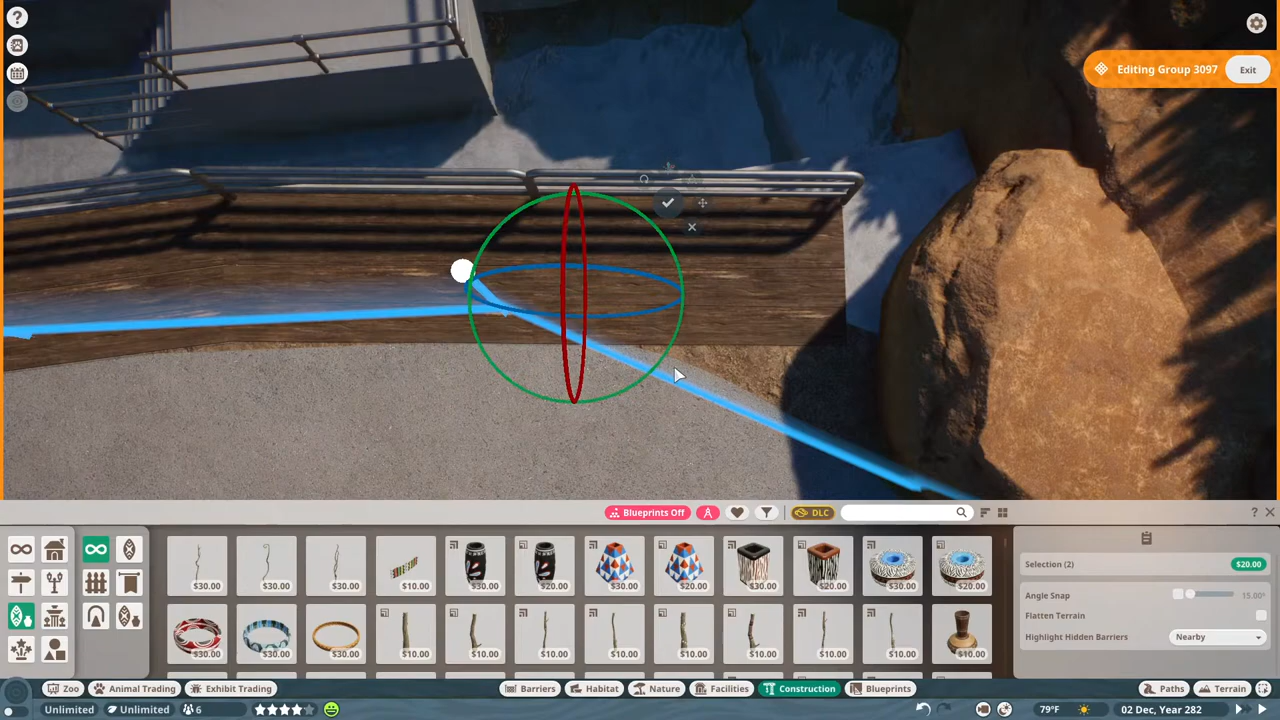 ?
Editing Group 3097
Exit
Blueprints Off
DLC
? ×
$30.00 $30.00 $30.00 $10.00 $30.00 $20.00 $30.00 $20.00 $30.00 $20.00 $30.00 $20.00
Selection (2)
$20.00
Angle Snap
15.00°
Flatten Terrain
Highlight Hidden Barriers
Nearby
$30.00 $30.00 $30.00 $10.00 $10.00 $10.00 $10.00 $10.00 $10.00 $10.00 $10.00 $10.00
Zoo
Animal Trading
Exhibit Trading
Barriers
Habitat
Nature
Facilities
Construction
Blueprints
Paths
Terrain
Unlimited
Unlimited
6
79°F
02 Dec, Year 282